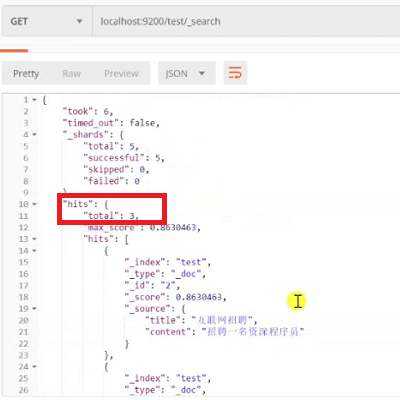 GET
localhost:9200/test/_search
Pretty Raw Preview JSON
1 {
2 "took": 6,
3 "timed_out": false,
4 "_shards": {
5 "total": 5,
6 "successful": 5,
7 "skipped": 0,
8 "failed": 0
9 },
10 "hits": {
11 "total": 3,
12 "max_score": 0.8630463,
13 "hits": [
14 {
15 "_index": "test",
16 "_type": "_doc",
17 "_id": "2",
18 "_score": 0.8630463,
19 "_source": {
20 "title": "互联网招聘",
21 "content": "招聘一名资深程序员"
22 }
23 },
24 {
25 "_index": "test",
26 "_type": "_doc",